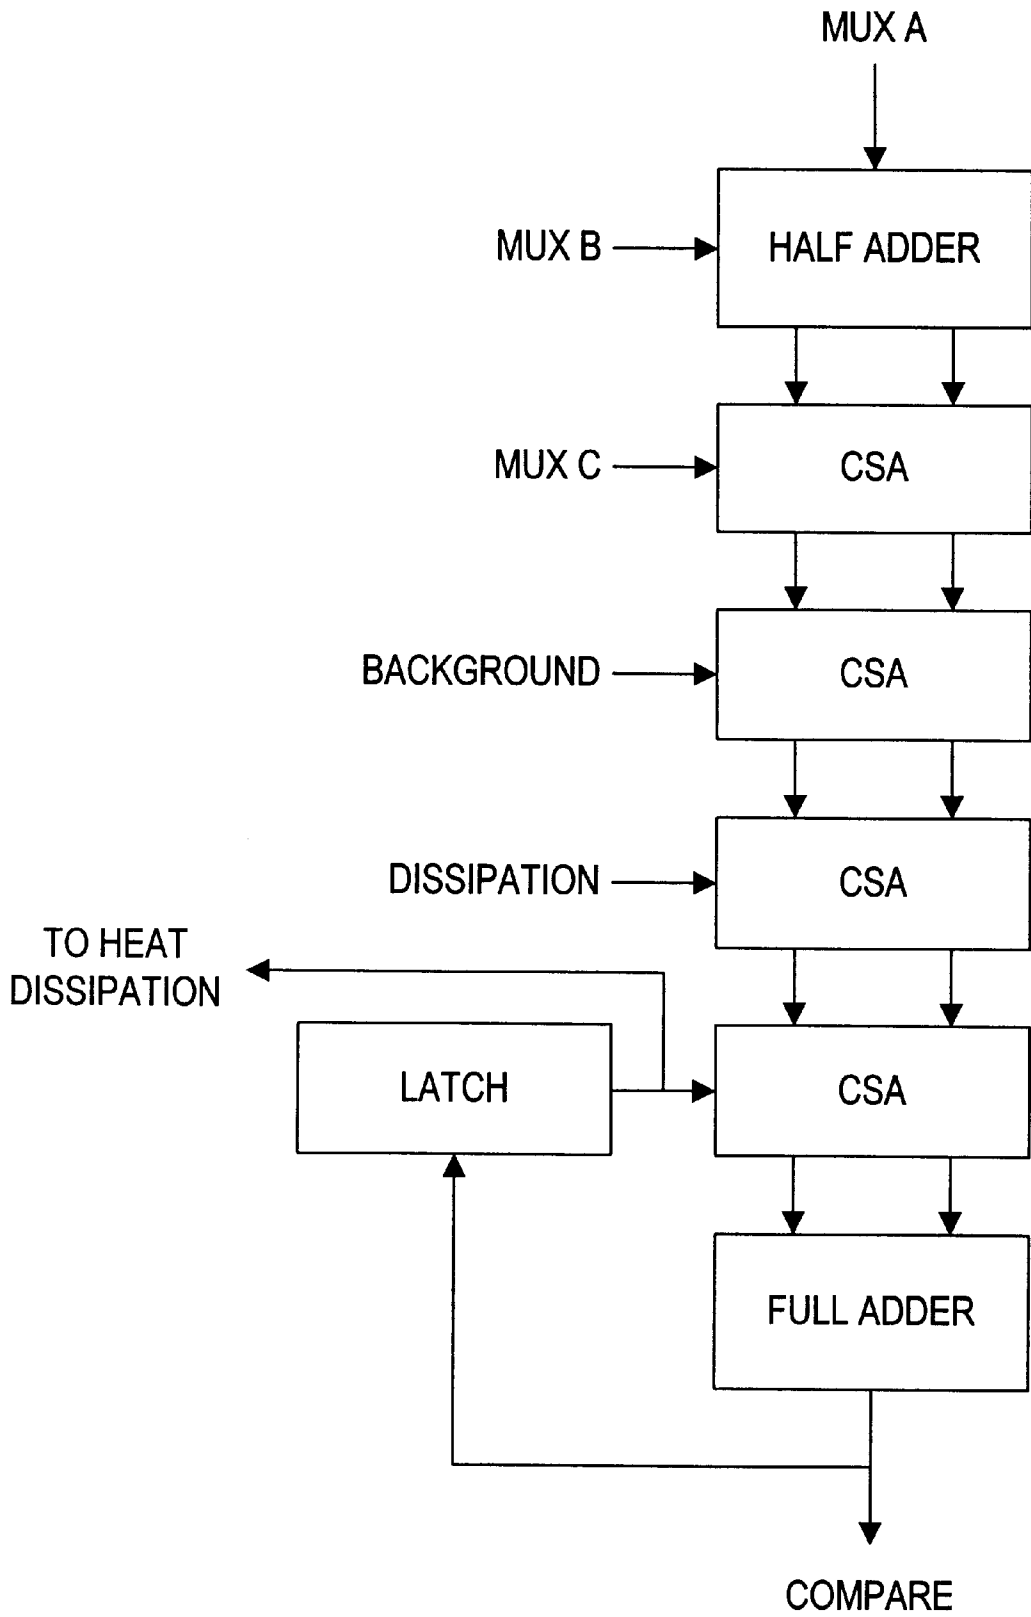 MUX A
MUX B
HALF ADDER
MUX C
CSA
BACKGROUND
CSA
DISSIPATION
CSA
TO HEAT
DISSIPATION
LATCH
CSA
FULL ADDER
COMPARE